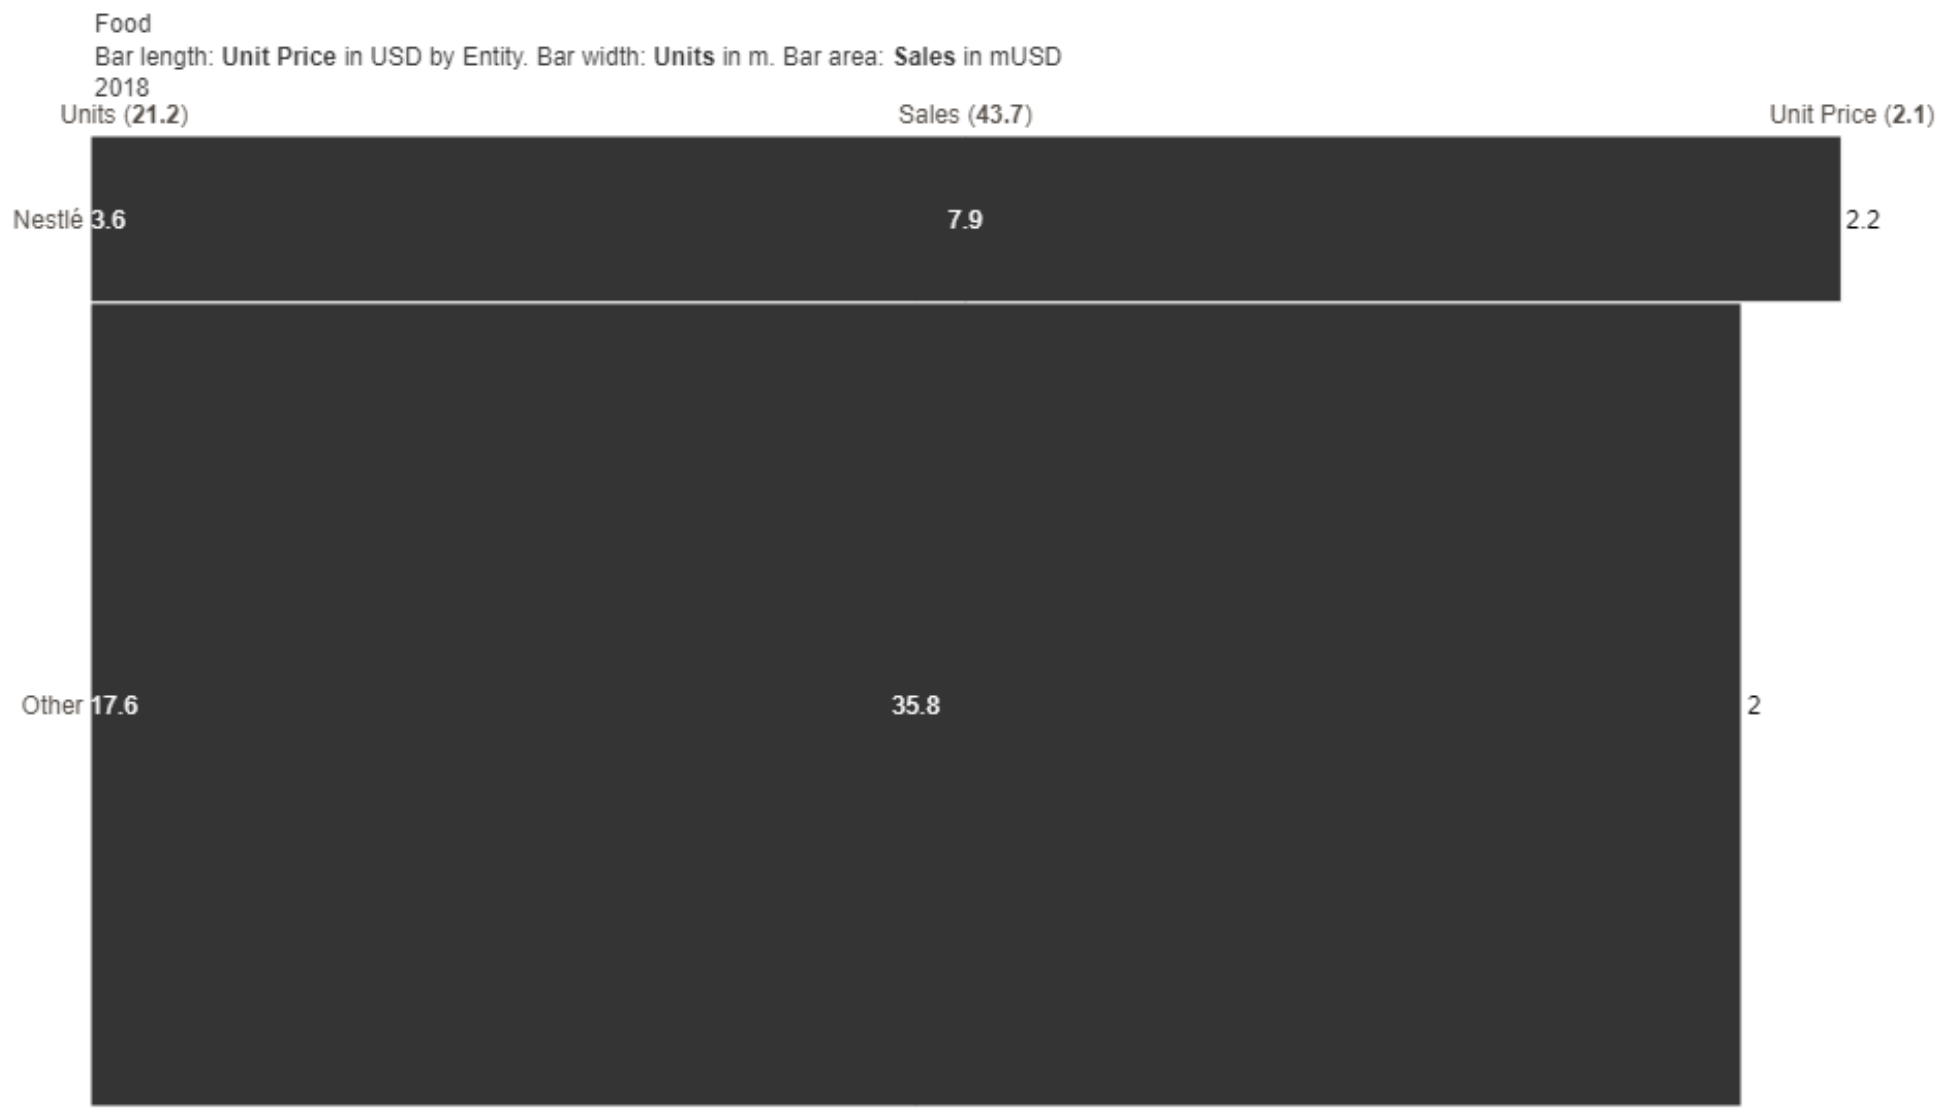 Food
Bar length: Unit Price in USD by Entity. Bar width: Units in m. Bar area: Sales in mUSD
2018
Units (21.2) Sales (43.7) Unit Price (2.1)
Nestlé 3.6 7.9 2.2
Other 17.6 35.8 2